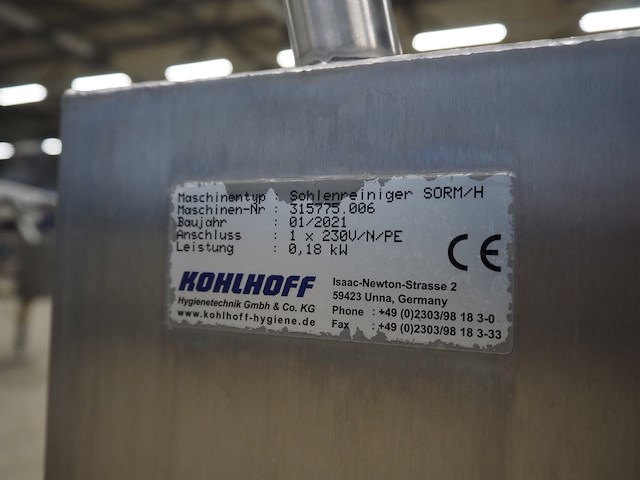 Maschinentyp : Sohlenreiniger SORM/H
Maschinen-Nr : 315775.006
Baujahr : 01/2021
Anschluss : 1 x 230V/N/PE
Leistung : 0,18 kW
CE
KOHLHOFF
Hygienetechnik GmbH & Co. KG
www.kohlhoff-hygiene.de
Isaac-Newton-Strasse 2
59423 Unna, Germany
Phone : +49 (0)2303/98 18 3-0
Fax : +49 (0)2303/98 18 3-33